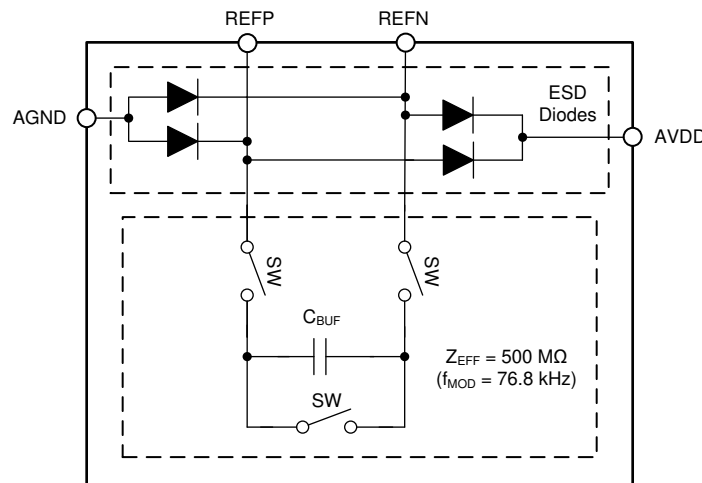 REFP
REFN
AGND
ESD
Diodes
AVDD
SW
SW
CBUF
ZEFF = 500 MΩ
(fMOD = 76.8 kHz)
SW